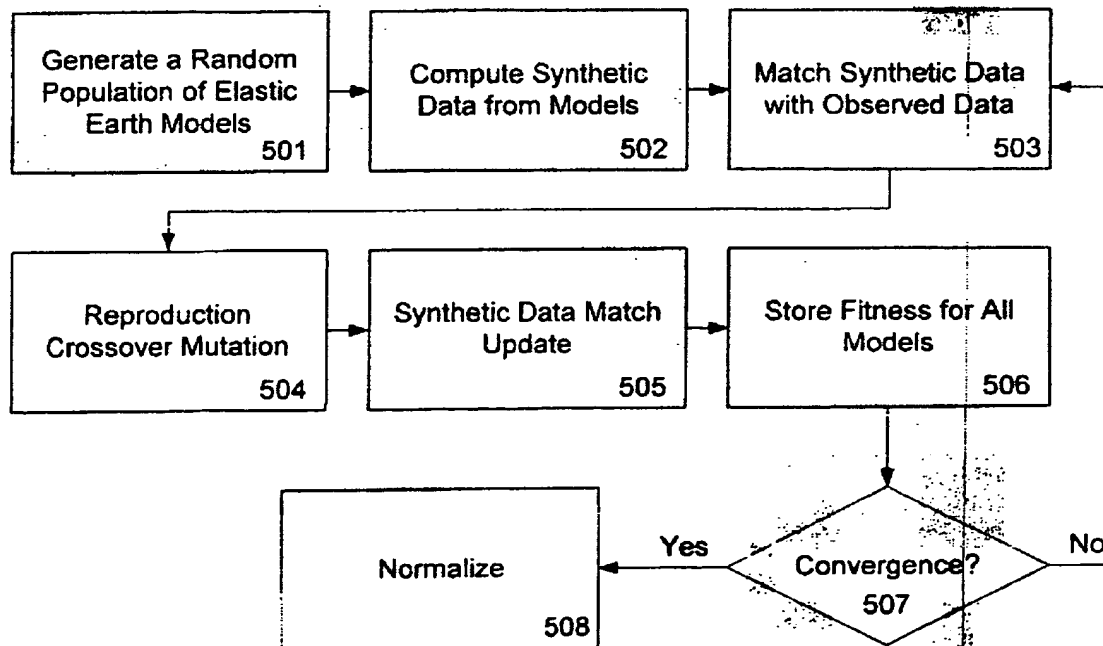 Generate a Random
Population of Elastic
Earth Models
501
Compute Synthetic
Data from Models
502
Match Synthetic Data
with Observed Data
503
Reproduction
Crossover Mutation
504
Synthetic Data Match
Update
505
Store Fitness for All
Models
506
Convergence?
507
Yes
No
Normalize
508